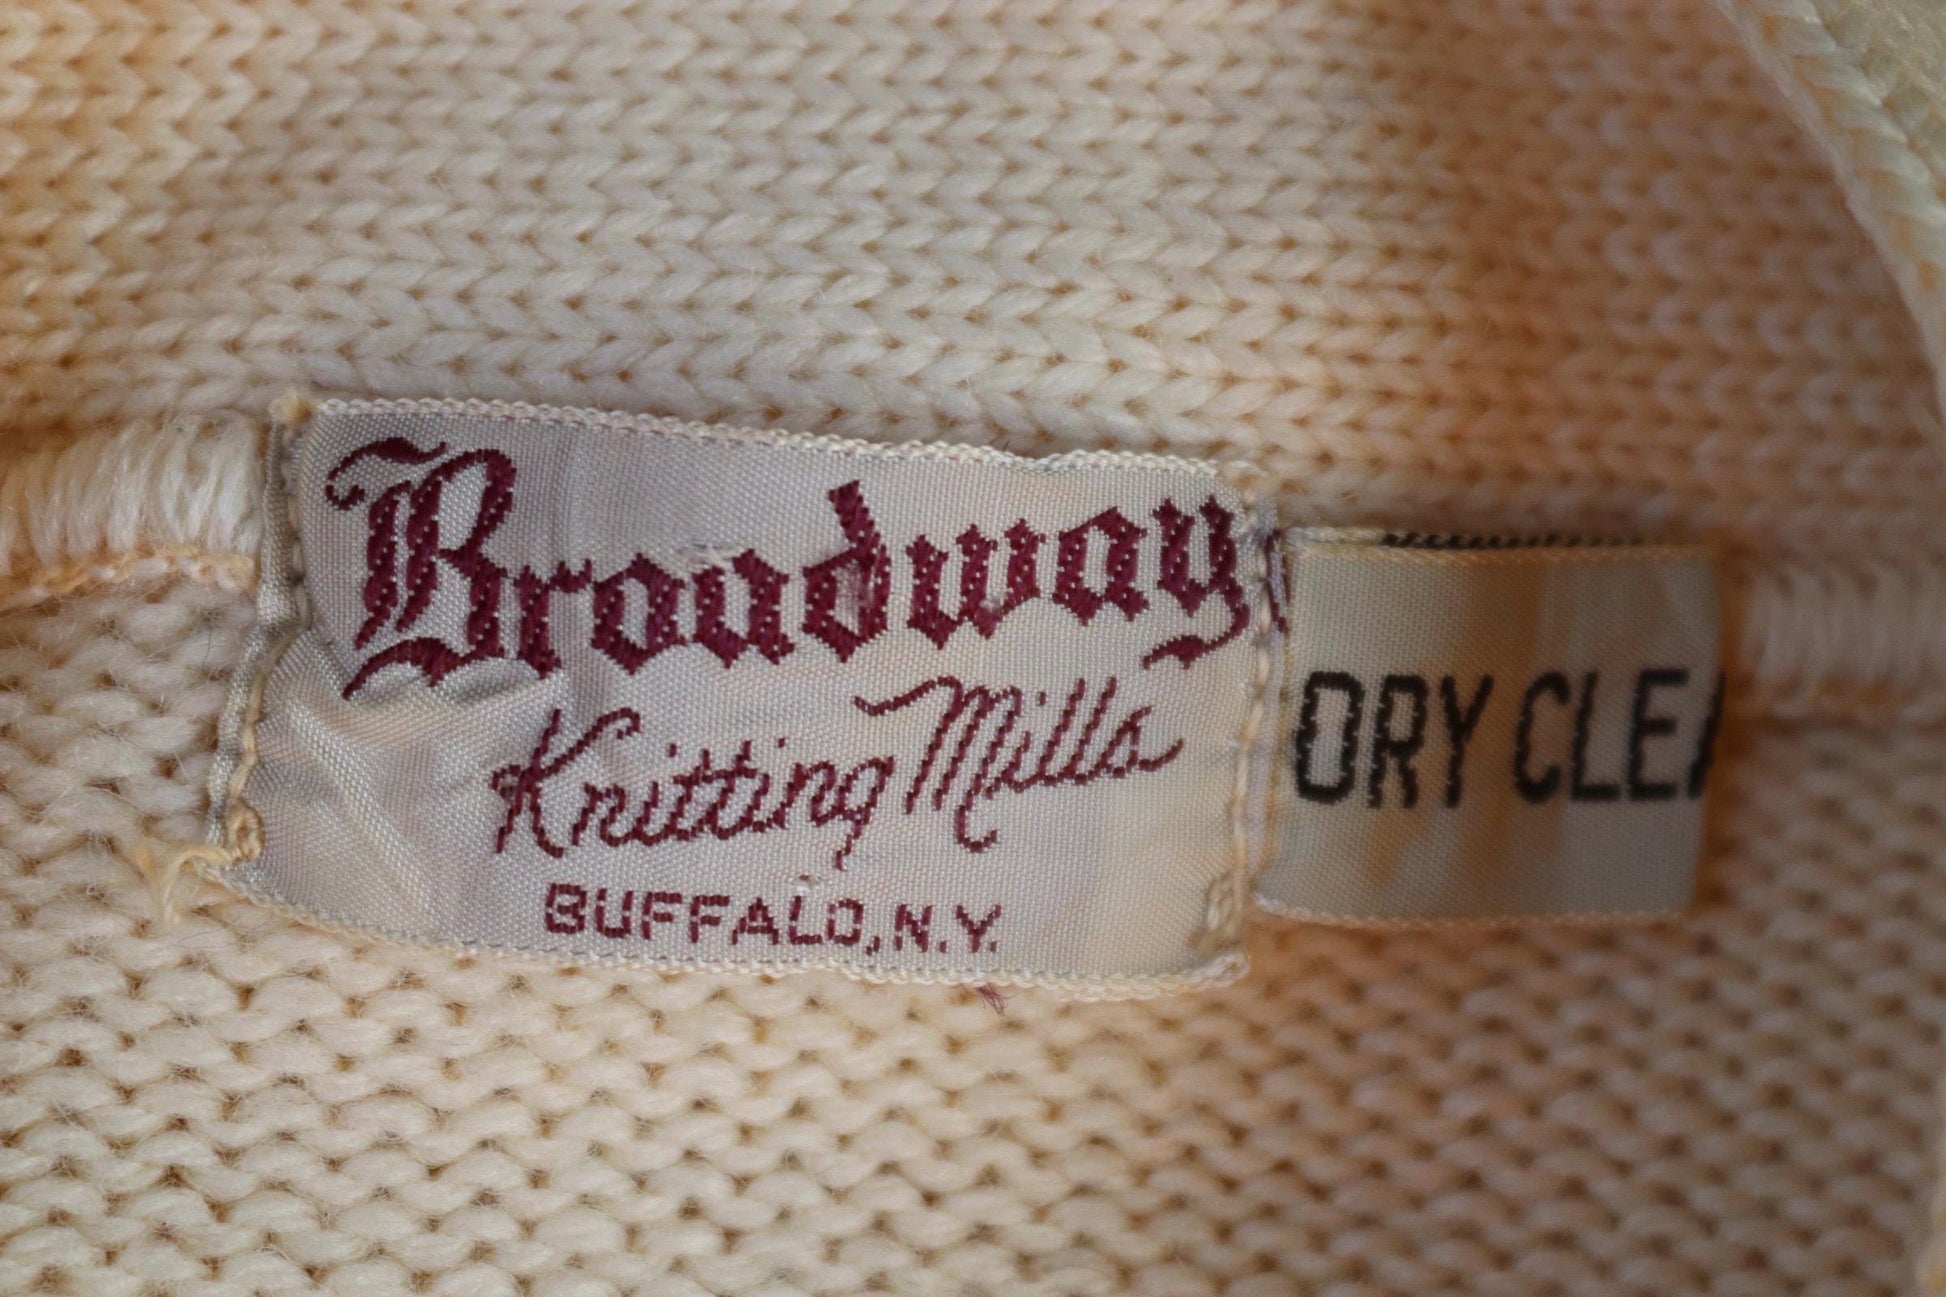 Broadway
Knitting Mills
BUFFALO, N.Y.
DRY CLEA